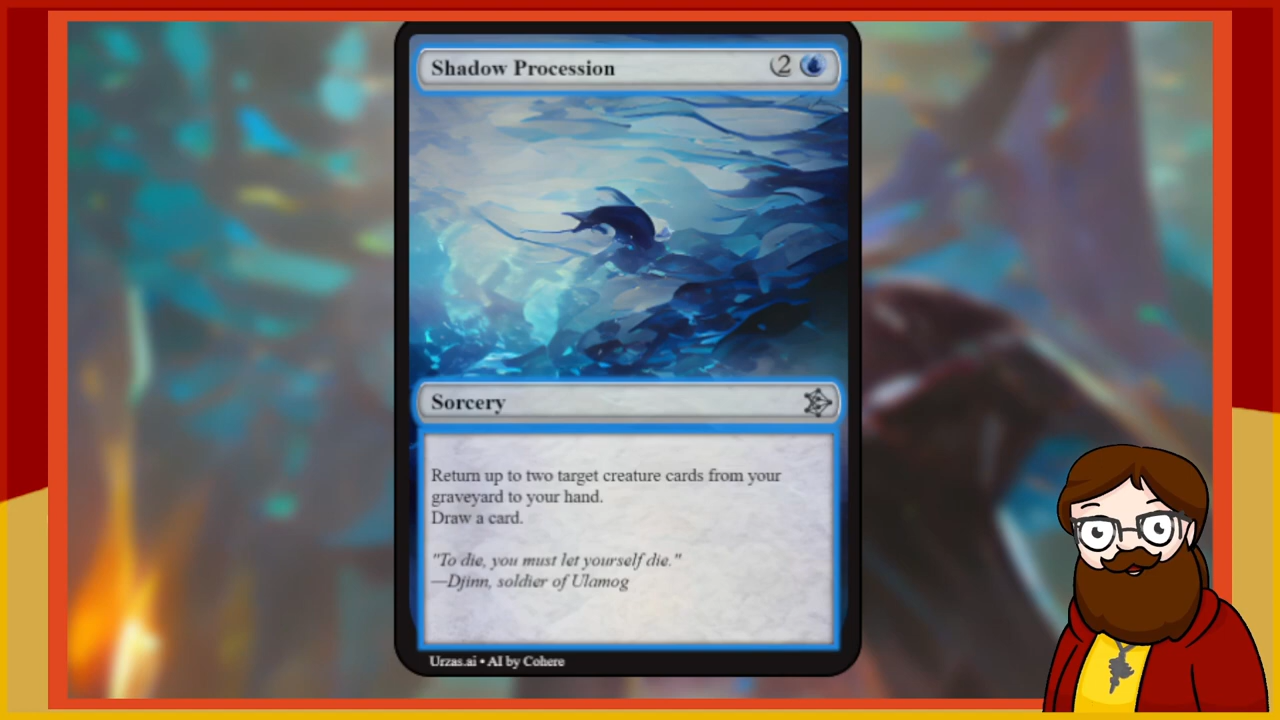 Shadow Procession 2
Sorcery
Return up to two target creature cards from your
graveyard to your hand.
Draw a card.
"To die, you must let yourself die."
—Djinn, soldier of Ulamog
Urzas.ai • AI by Cohere